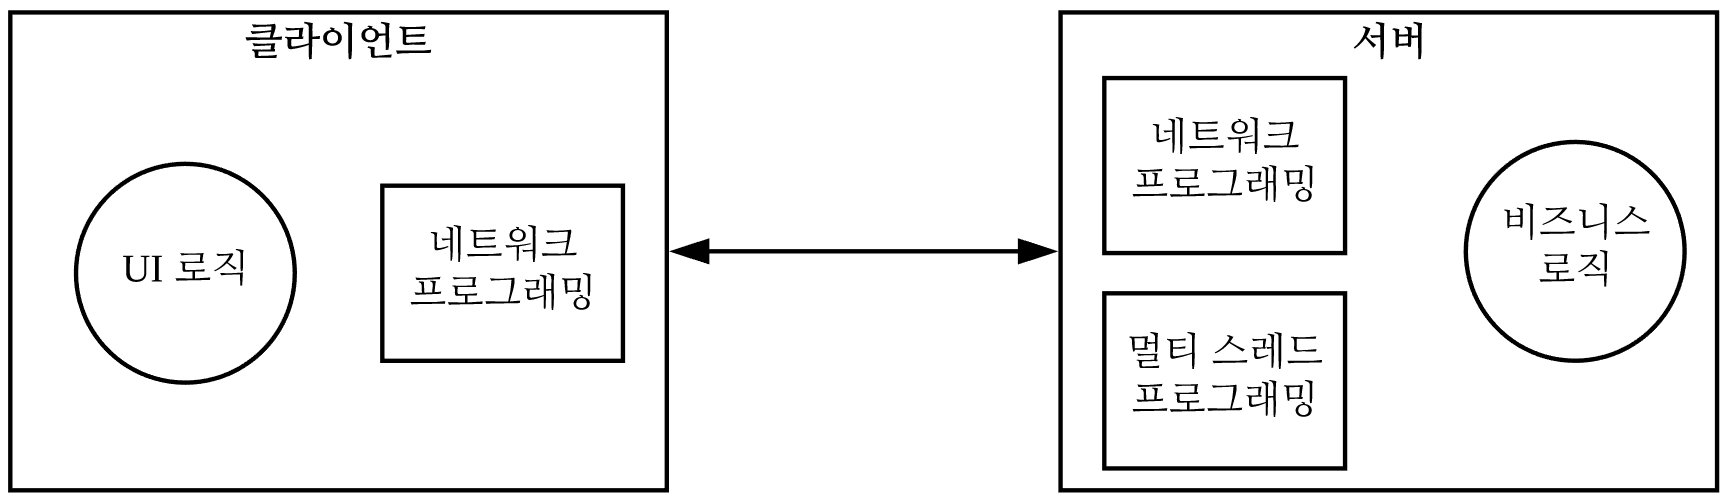 클라이언트
UI 로직
네트워크
프로그래밍
서버
네트워크
프로그래밍
멀티 스레드
프로그래밍
비즈니스
로직